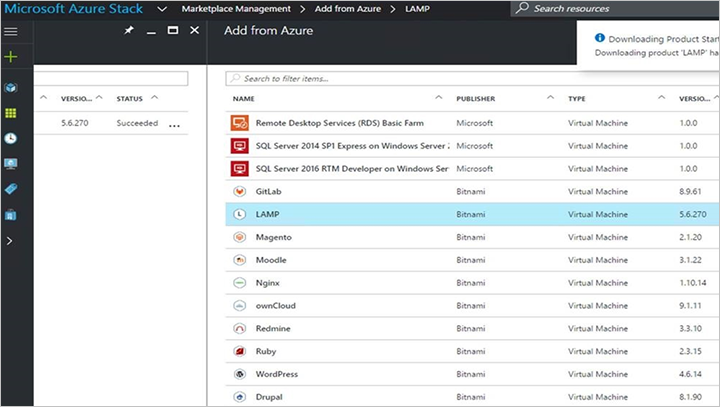 Microsoft Azure Stack Marketplace Management > Add from Azure > LAMP Search resources
Add from Azure
Downloading Product Start
Downloading product 'LAMP' ha
Search to filter items...
VERSIO... STATUS
NAME PUBLISHER TYPE VERSIO
5.6.270 Succeeded ...
Remote Desktop Services (RDS) Basic Farm Microsoft Virtual Machine 1.0.0
SQL Server 2014 SP1 Express on Windows Server Microsoft Virtual Machine 1.0.0
SQL Server 2016 RTM Developer on Windows Serv Microsoft Virtual Machine 1.0.0
GitLab Bitnami Virtual Machine 8.9.61
L LAMP Bitnami Virtual Machine 5.6.270
Magento Bitnami Virtual Machine 2.1.20
Moodle Bitnami Virtual Machine 3.1.22
Nginx Bitnami Virtual Machine 1.10.14
ownCloud Bitnami Virtual Machine 9.1.11
Redmine Bitnami Virtual Machine 3.3.10
Ruby Bitnami Virtual Machine 2.3.15
WordPress Bitnami Virtual Machine 4.6.14
Drupal Bitnami Virtual Machine 8.1.90